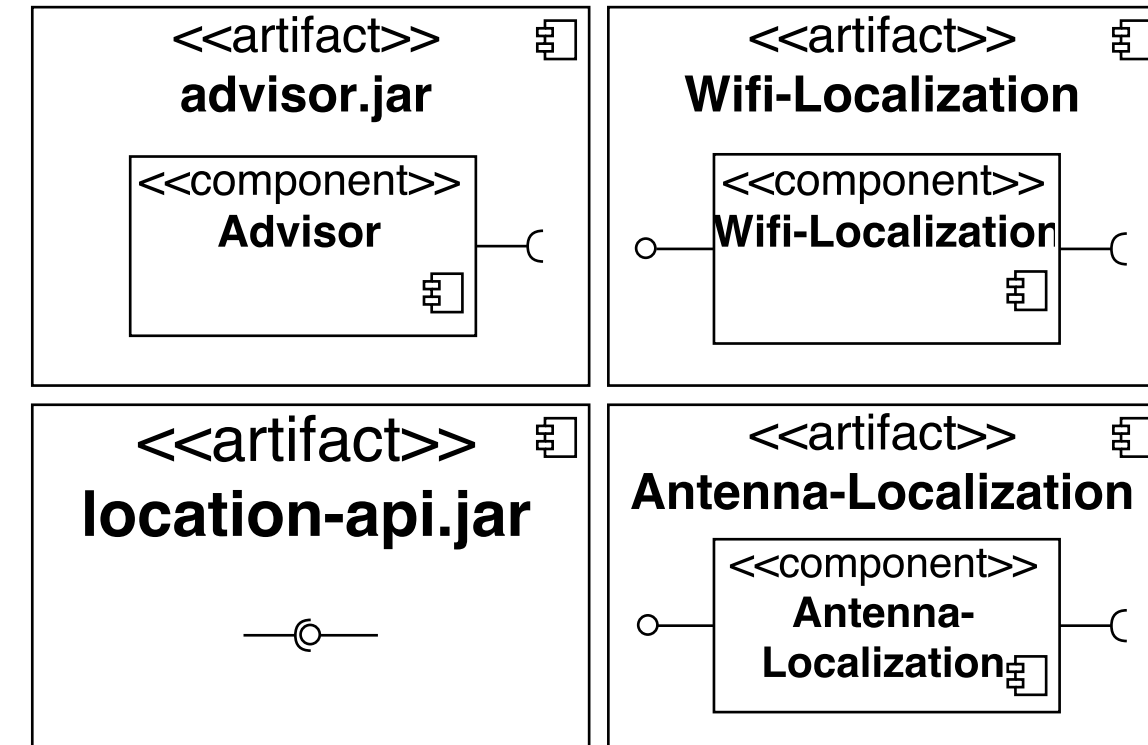 <<artifact>>
advisor.jar
<<component>>
Advisor
<<artifact>>
Wifi-Localization
<<component>>
Wifi-Localization
<<artifact>>
location-api.jar
<<artifact>>
Antenna-Localization
<<component>>
Antenna-
Localization